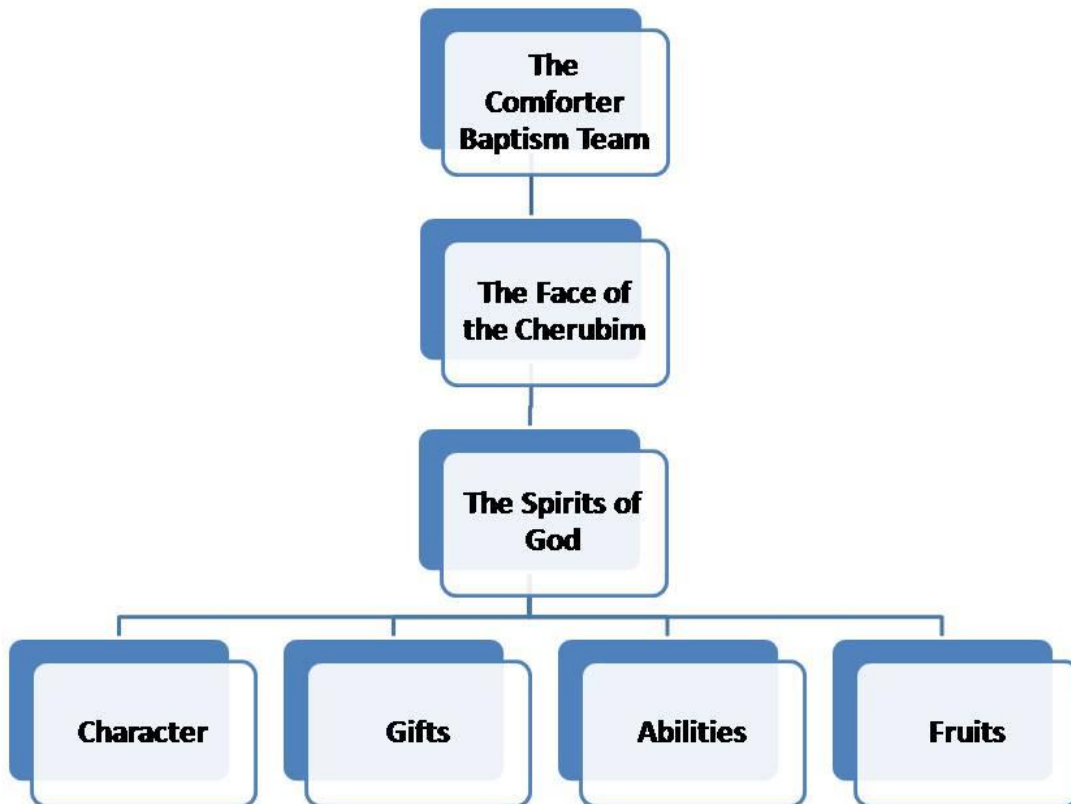 The
Comforter
Baptism Team
The Face of
the Cherubim
The Spirits of
God
Character
Gifts
Abilities
Fruits